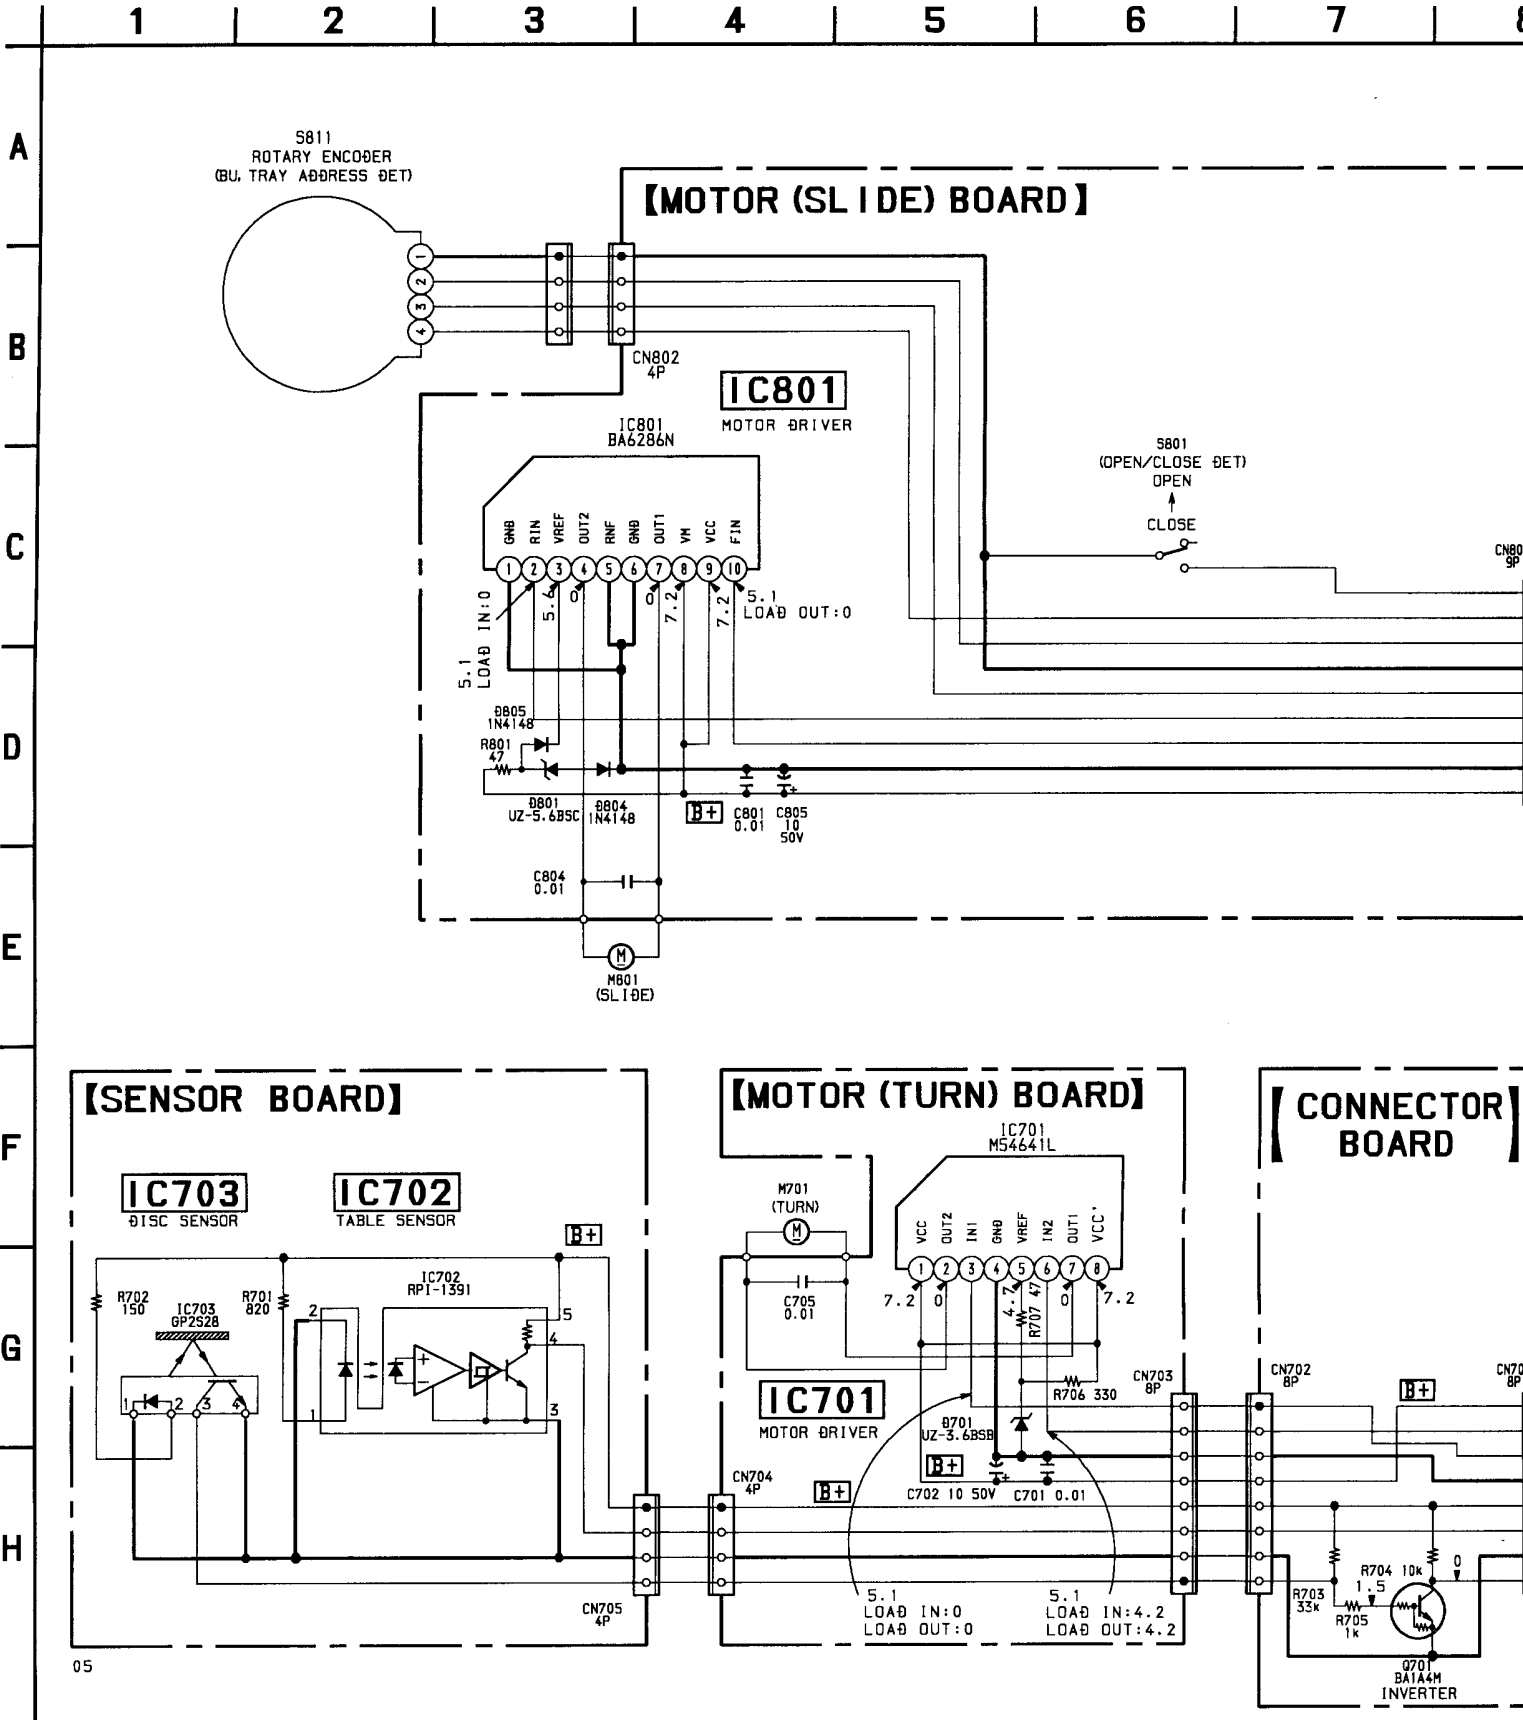 1 2 3 4 5 6 7
A
S811
ROTARY ENCODER
(BU. TRAY ADDRESS DET)
【MOTOR (SLIDE) BOARD】
1
2
3
4
B
CN802
4P
IC801
MOTOR DRIVER
IC801
BA6286N
S801
(OPEN/CLOSE DET)
OPEN
CLOSE
C
GND RIN VREF OUT2 RNF GND OUT1 VM VCC FIN
1 2 3 4 5 6 7 8 9 10
5.1
LOAD IN:0
5.6
0
0
7.2
7.2
5.1
LOAD OUT:0
9P
D
D805
1N4148
R801
47
D801
UZ-5.6BSC
D804
1N4148
B+
C801
0.01
C805
10
50V
+
C804
0.01
E
M
M801
(SLIDE)
【SENSOR BOARD】
【MOTOR (TURN) BOARD】
【CONNECTOR
BOARD】
F
IC701
M54641L
IC703
DISC SENSOR
IC702
TABLE SENSOR
B+
M701
(TURN)
M
VCC OUT2 IN1 GND VREF IN2 OUT1 VCC'
1 2 3 4 5 6 7 8
7.2
0
4.7
R707 47
0
7.2
C705
0.01
G
R702
150
IC703
GP2S28
R701
820
IC702
RPI-1391
2
1
5
4
3
+
-
1 2 3 4
IC701
MOTOR DRIVER
R706 330
CN703
8P
CN702
8P
B+
8P
D701
UZ-3.6BSB
B+
+
C702 10 50V
C701 0.01
CN704
4P
B+
H
CN705
4P
5.1
LOAD IN:0
LOAD OUT:0
5.1
LOAD IN:4.2
LOAD OUT:4.2
R703
33k
R704 10k
1.5
0
R705
1k
Q701
BA1A4M
INVERTER
05